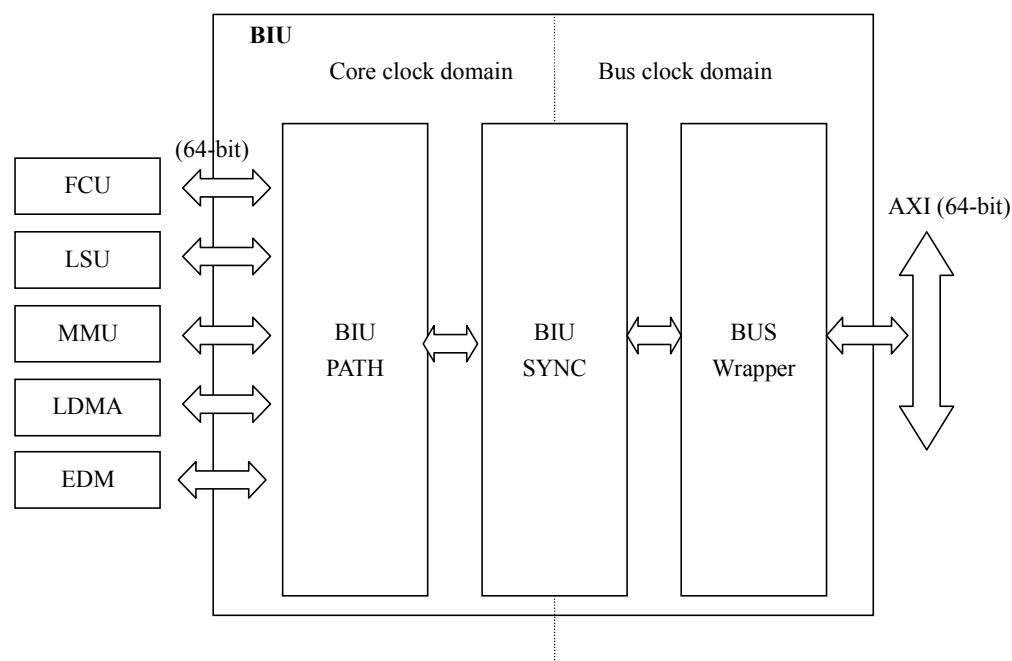 BIU
Core clock domain
Bus clock domain
(64-bit)
FCU
LSU
MMU
LDMA
EDM
BIU
PATH
BIU
SYNC
BUS
Wrapper
AXI (64-bit)